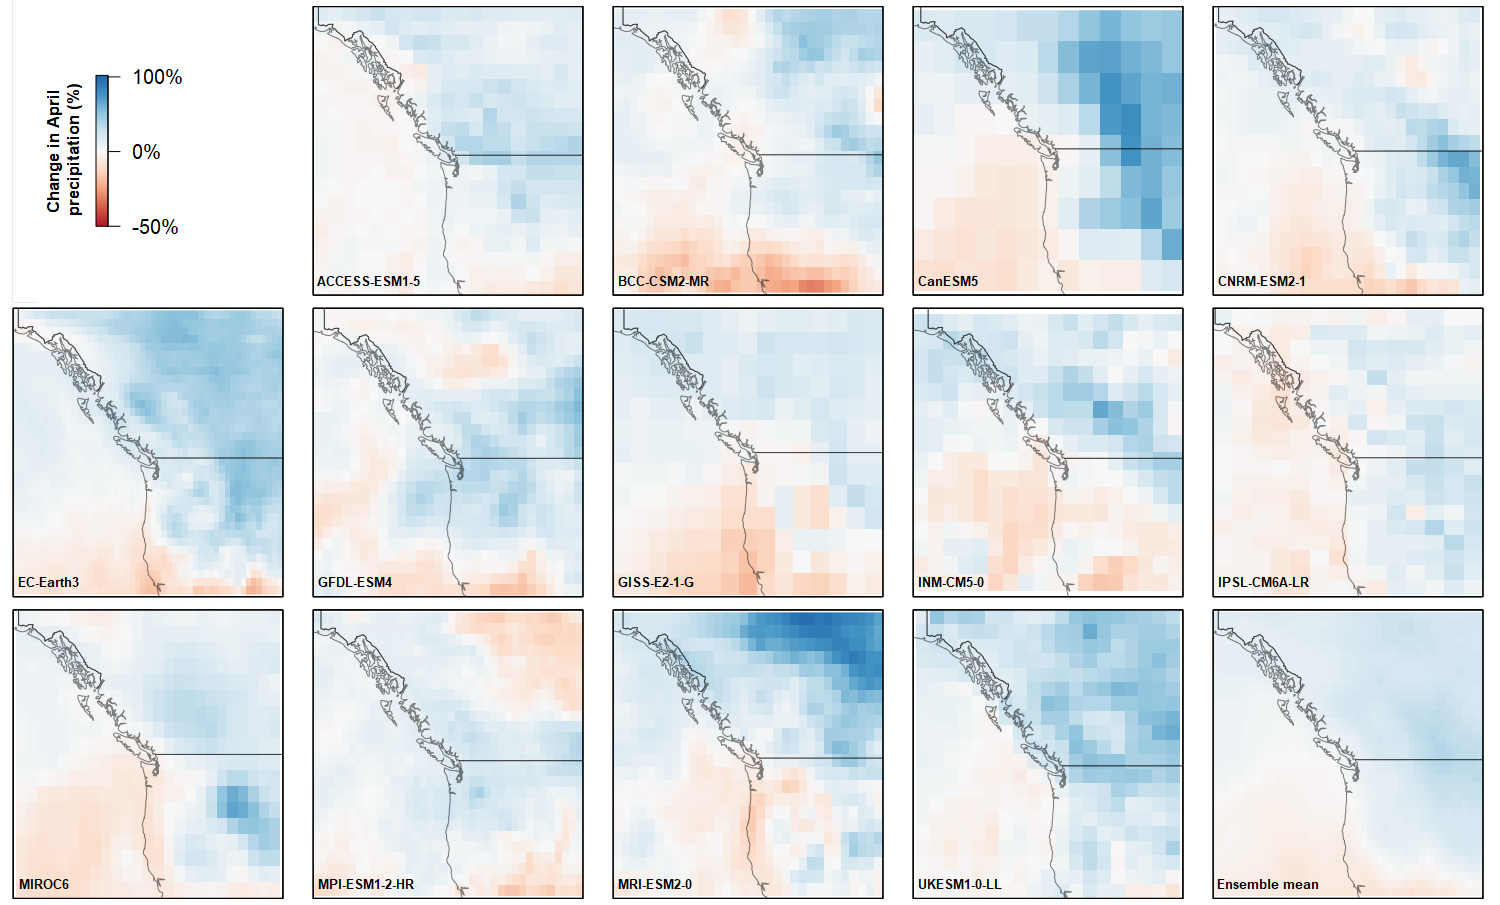 Change in April
precipitation (%)
100%
0%
-50%
ACCESS-ESM1-5
BCC-CSM2-MR
CanESM5
CNRM-ESM2-1
EC-Earth3
GFDL-ESM4
GISS-E2-1-G
INM-CM5-0
IPSL-CM6A-LR
MIROC6
MPI-ESM1-2-HR
MRI-ESM2-0
UKESM1-0-LL
Ensemble mean